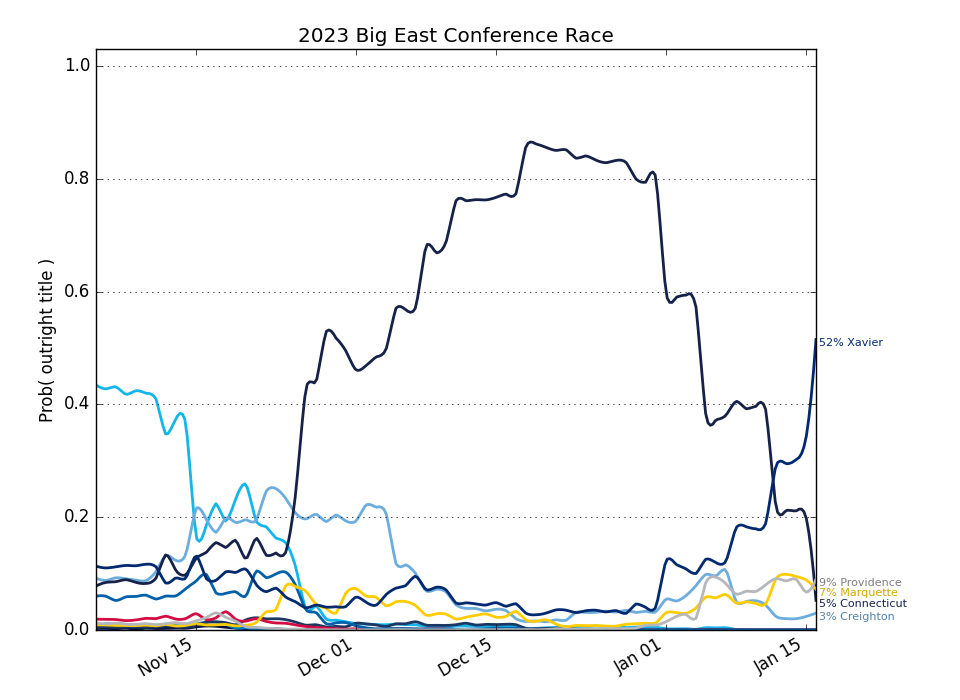 2023 Big East Conference Race
Prob( outright title )
1.0
0.8
0.6
0.4
0.2
0.0
Nov 15
Dec 01
Dec 15
Jan 01
Jan 15
52% Xavier
9% Providence
7% Marquette
5% Connecticut
3% Creighton